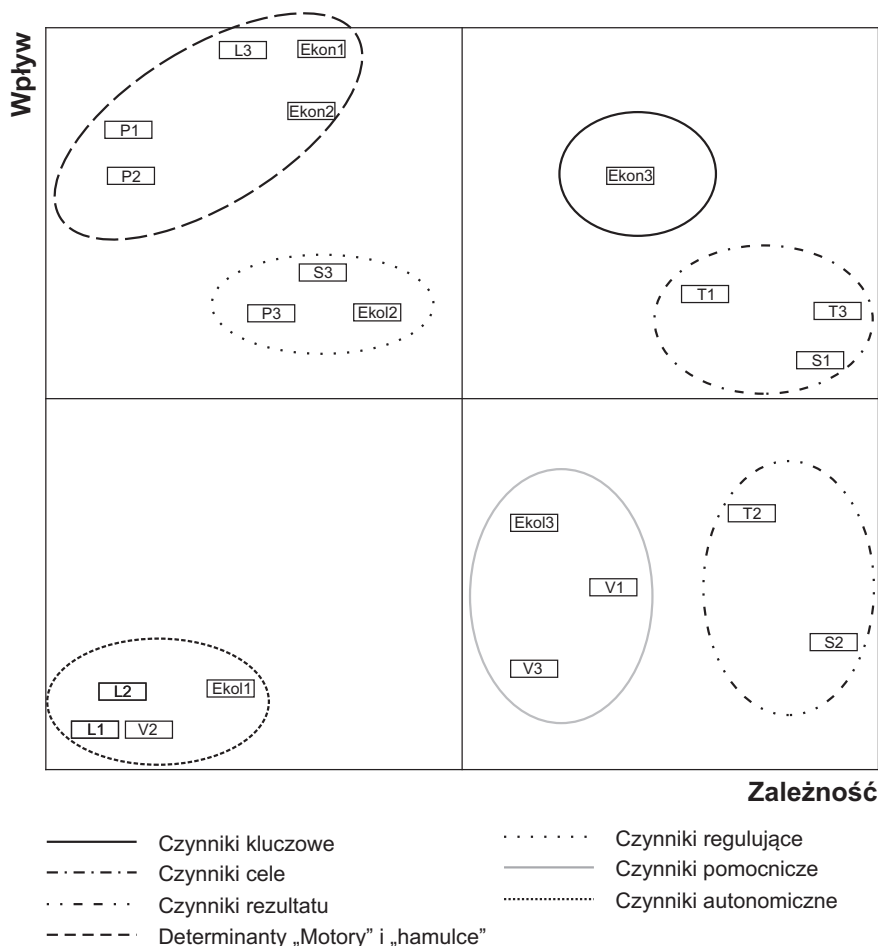 Wpływ
L3
Ekon1
Ekon2
P1
P2
Ekon3
S3
P3
Ekol2
T1
T3
S1
Ekol3
T2
V1
S2
V3
L2
Ekol1
L1
V2
Zależność
Czynniki kluczowe
Czynniki cele
Czynniki rezultatu
Determinanty „Motory” i „hamulce”
Czynniki regulujące
Czynniki pomocnicze
Czynniki autonomiczne